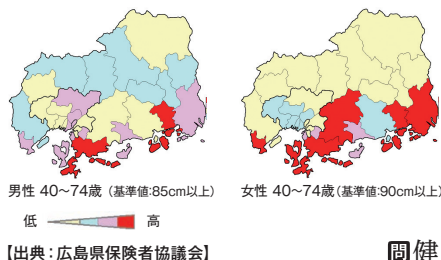 男性 40〜74歳（基準値:85cm以上）
女性 40〜74歳（基準値:90cm以上）
低 高
【出典：広島県保険者協議会】
問健